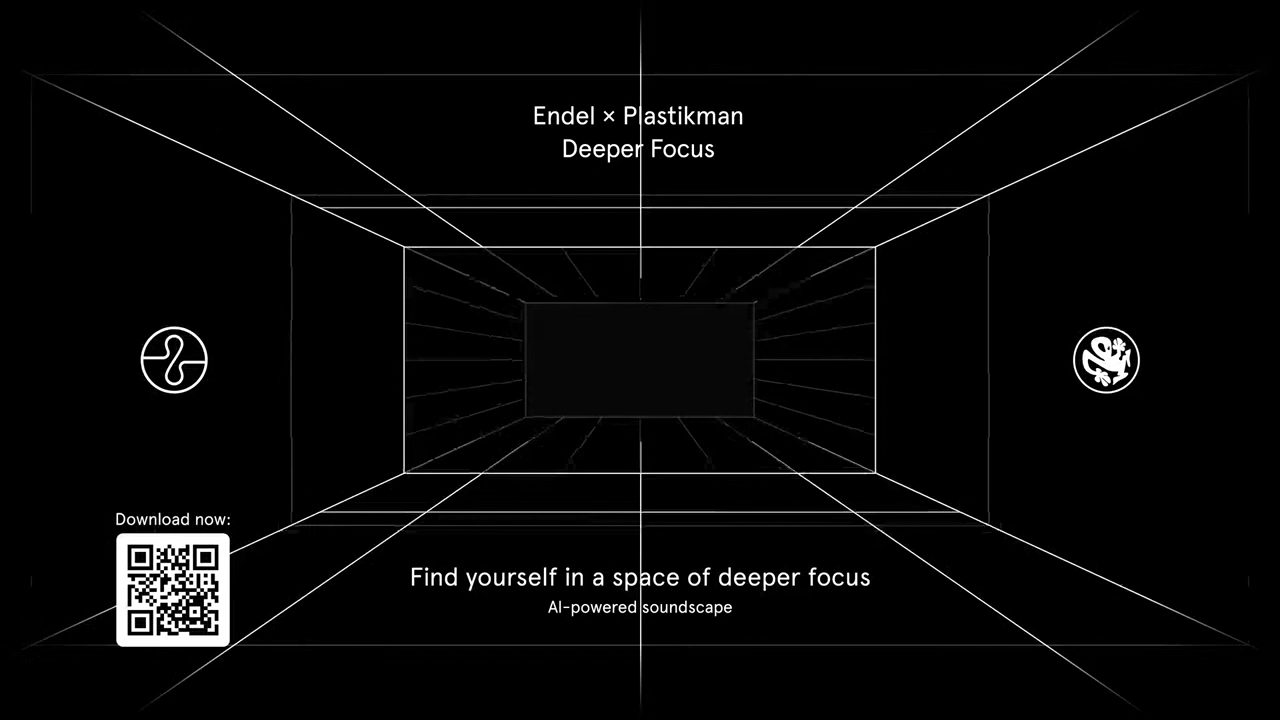 Endel × Plastikman
Deeper Focus
Download now:
Find yourself in a space of deeper focus
AI-powered soundscape